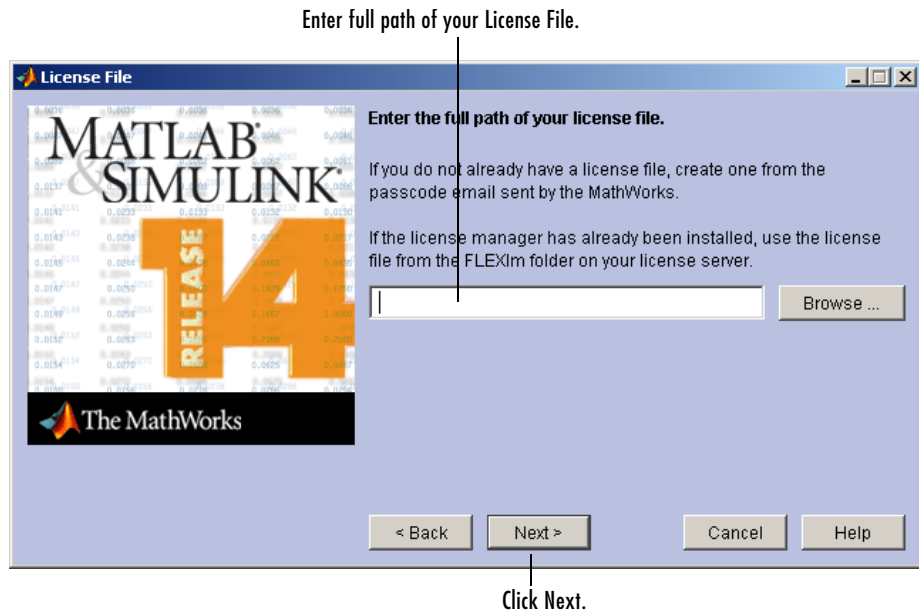 Enter full path of your License File.
License File
MATLAB®
&SIMULINK®
RELEASE
14
The MathWorks
Enter the full path of your license file.
If you do not already have a license file, create one from the
passcode email sent by the MathWorks.
If the license manager has already been installed, use the license
file from the FLEXlm folder on your license server.
Browse ...
< Back
Next >
Cancel
Help
Click Next.